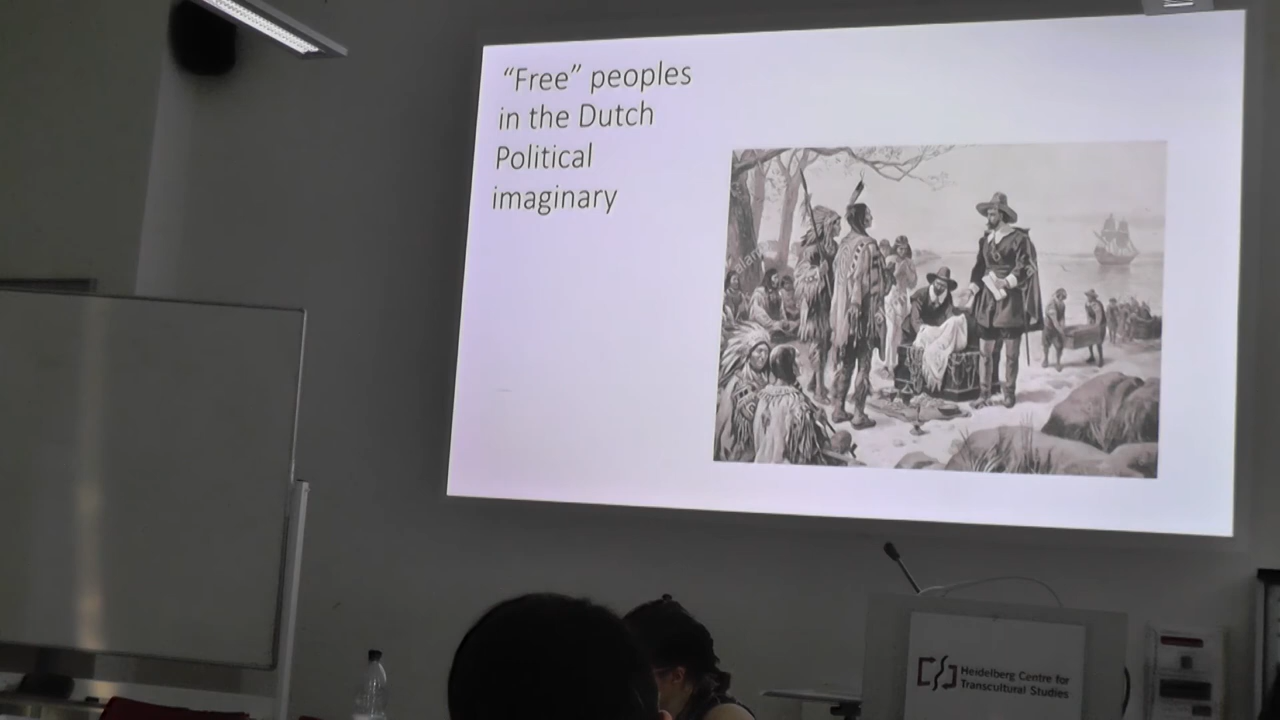 “Free” peoples
in the Dutch
Political
imaginary
Heidelberg Centre for
Transcultural Studies